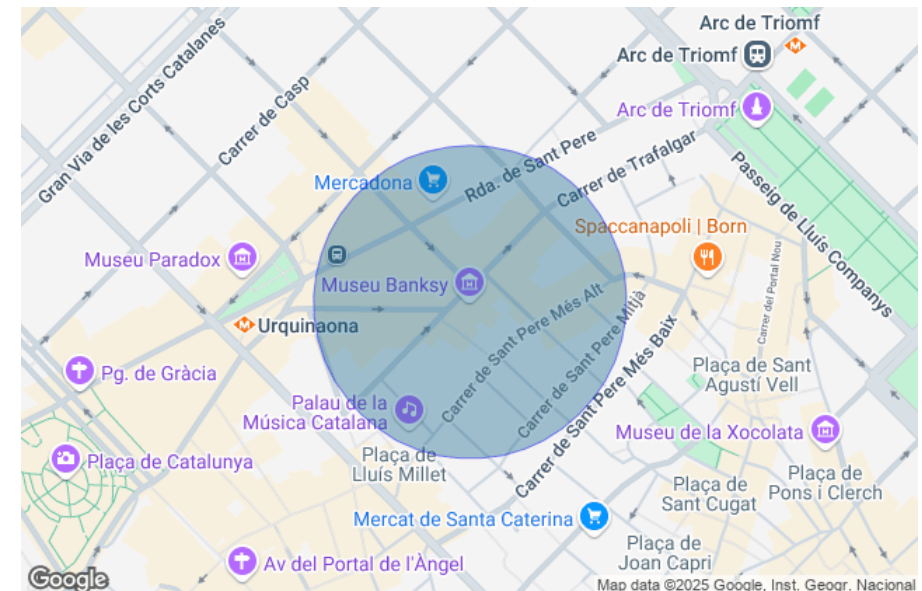 Arc de Triomf
Arc de Triomf
Arc de Triomf
Gran Via de les Corts Catalanes
Carrer de Casp
Rda. de Sant Pere
Carrer de Trafalgar
Passeig de Lluís Companys
Mercadona
Spaccanapoli | Born
Museu Paradox
Museu Banksy
Carrer del Portal Nou
Urquinaona
Carrer de Sant Pere Més Alt
Carrer de Sant Pere Mitjà
Carrer de Sant Pere Més Baix
Pg. de Gràcia
Plaça de Sant
Agustí Vell
Palau de la
Música Catalana
Museu de la Xocolata
Plaça de Catalunya
Plaça de
Lluís Millet
Plaça de
Sant Cugat
Plaça de
Pons i Clerch
Mercat de Santa Caterina
Plaça de
Joan Capri
Av del Portal de l'Àngel
Google
Map data ©2025 Google, Inst. Geogr. Nacional